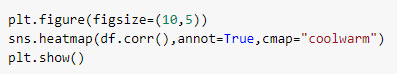 plt.figure(figsize=(10,5))
sns.heatmap(df.corr(),annot=True,cmap="coolwarm")
plt.show()